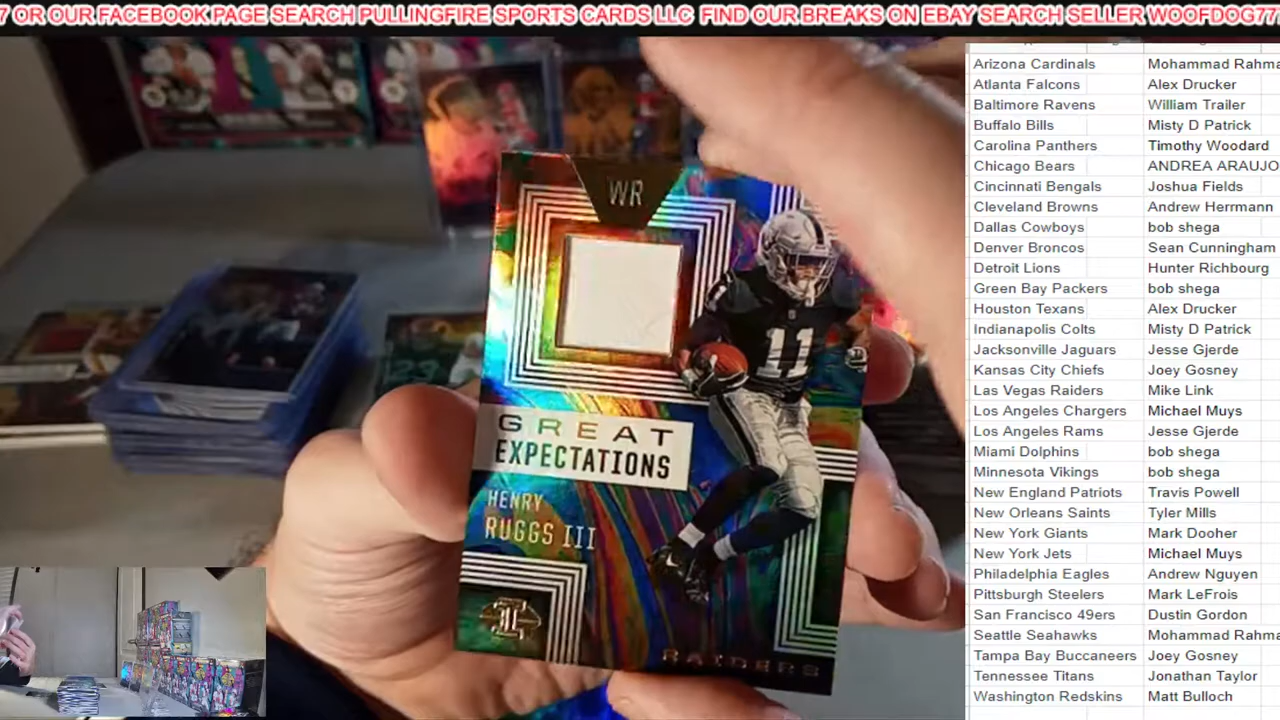 7 OR OUR FACEBOOK PAGE SEARCH PULLINGFIRE SPORTS CARDS LLC FIND OUR BREAKS ON EBAY SEARCH SELLER WOOFDOG777
WR
11
GREAT
EXPECTATIONS
HENRY
RUGGS III
RAIDERS
Arizona Cardinals Mohammad Rahma
Atlanta Falcons Alex Drucker
Baltimore Ravens William Trailer
Buffalo Bills Misty D Patrick
Carolina Panthers Timothy Woodard
Chicago Bears ANDREA ARAUJO
Cincinnati Bengals Joshua Fields
Cleveland Browns Andrew Herrmann
Dallas Cowboys bob shega
Denver Broncos Sean Cunningham
Detroit Lions Hunter Richbourg
Green Bay Packers bob shega
Houston Texans Alex Drucker
Indianapolis Colts Misty D Patrick
Jacksonville Jaguars Jesse Gjerde
Kansas City Chiefs Joey Gosney
Las Vegas Raiders Mike Link
Los Angeles Chargers Michael Muys
Los Angeles Rams Jesse Gjerde
Miami Dolphins bob shega
Minnesota Vikings bob shega
New England Patriots Travis Powell
New Orleans Saints Tyler Mills
New York Giants Mark Dooher
New York Jets Michael Muys
Philadelphia Eagles Andrew Nguyen
Pittsburgh Steelers Mark LeFrois
San Francisco 49ers Dustin Gordon
Seattle Seahawks Mohammad Rahma
Tampa Bay Buccaneers Joey Gosney
Tennessee Titans Jonathan Taylor
Washington Redskins Matt Bulloch